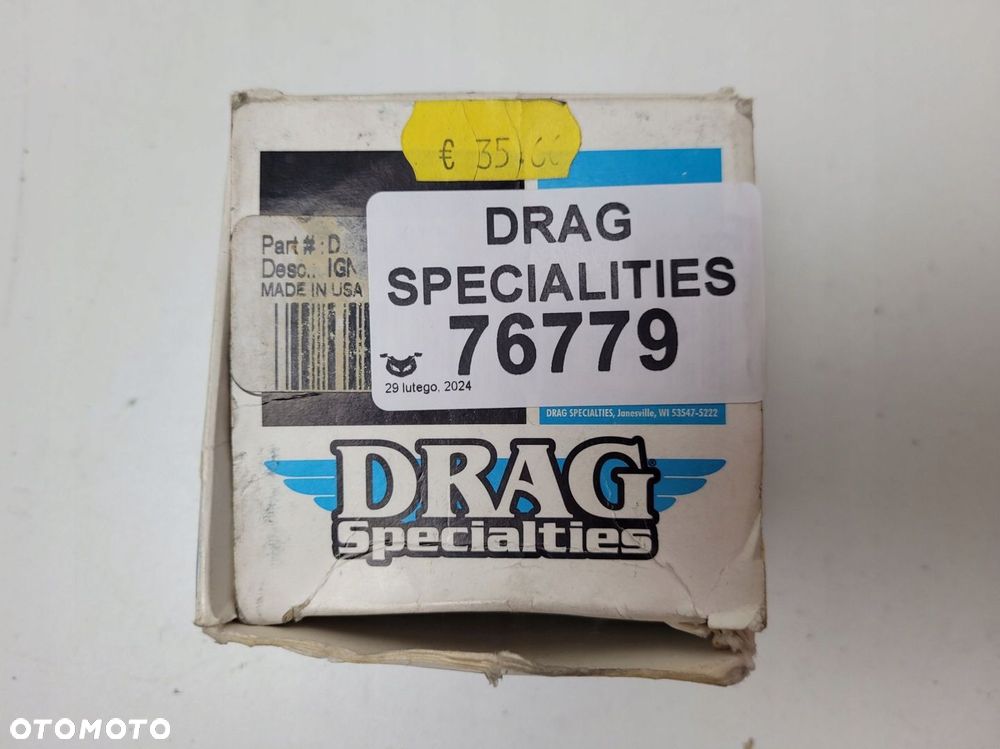 € 35,60
DRAG
SPECIALITIES
76779
29 lutego, 2024
Part # : D
Desc.: IGN
MADE IN USA
DRAG SPECIALTIES, Janesville, WI 53547-5222
DRAG
Specialties
OTOMOTO